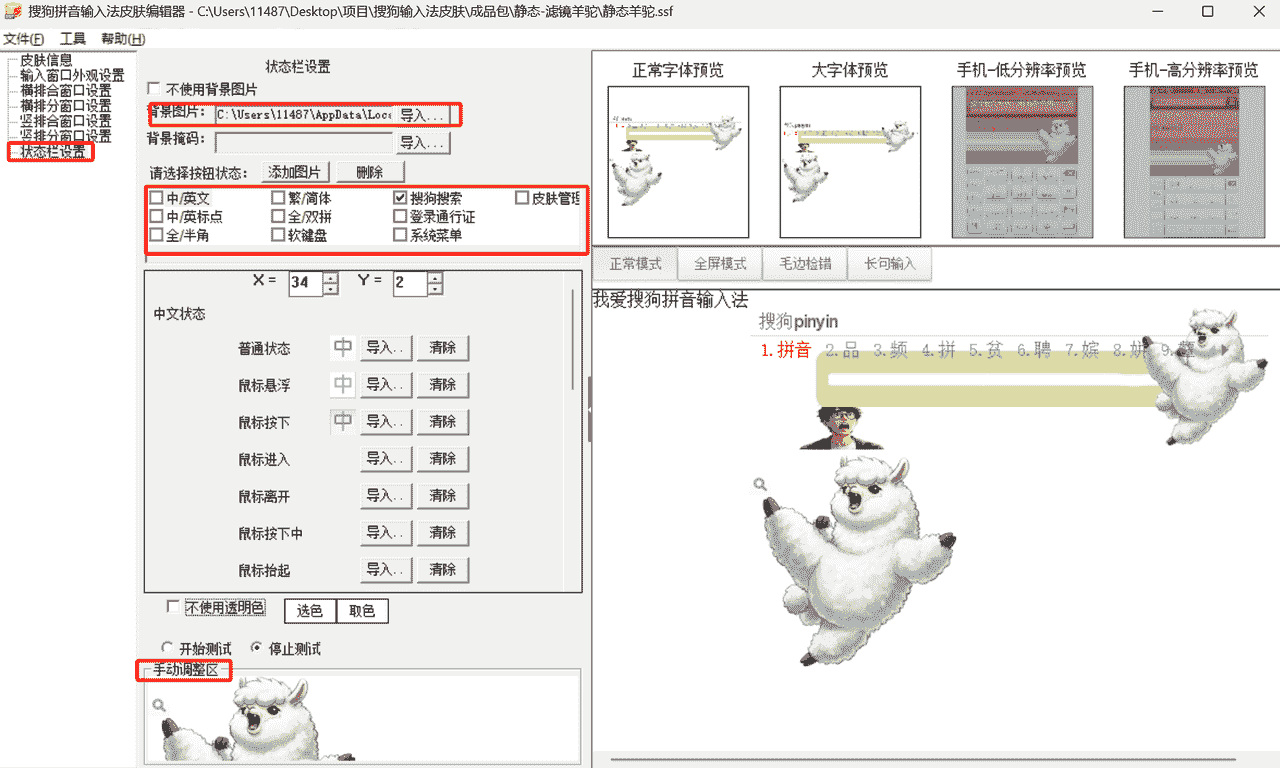 搜狗拼音输入法皮肤编辑器 - C:\Users\11487\Desktop\项目\搜狗输入法皮肤\成品包\静态-滤镜羊驼\静态羊驼.ssf
文件(F) 工具 帮助(H)
皮肤信息
输入窗口外观设置
横排合窗口设置
横排分窗口设置
竖排合窗口设置
竖排分窗口设置
状态栏设置
状态栏设置
不使用背景图片
背景图片: C:\Users\11487\AppData\Loca 导入...
背景掩码: 导入...
请选择按钮状态: 添加图片 删除
中/英文 繁/简体 搜狗搜索 皮肤管理
中/英标点 全/双拼 登录通行证
全/半角 软键盘 系统菜单
X = 34 Y = 2
中文状态
普通状态 中 导入.. 清除
鼠标悬浮 中 导入.. 清除
鼠标按下 中 导入.. 清除
鼠标进入 导入.. 清除
鼠标离开 导入.. 清除
鼠标按下中 导入.. 清除
鼠标抬起 导入.. 清除
不使用透明色 选色 取色
开始测试 停止测试
手动调整区
正常字体预览 大字体预览 手机-低分辨率预览 手机-高分辨率预览
正常模式 全屏模式 毛边检错 长句输入
我爱搜狗拼音输入法
搜狗pinyin
1.拼音 2.品 3.频 4.拼 5.贫 6.聘 7.嫔 8.姘 9.